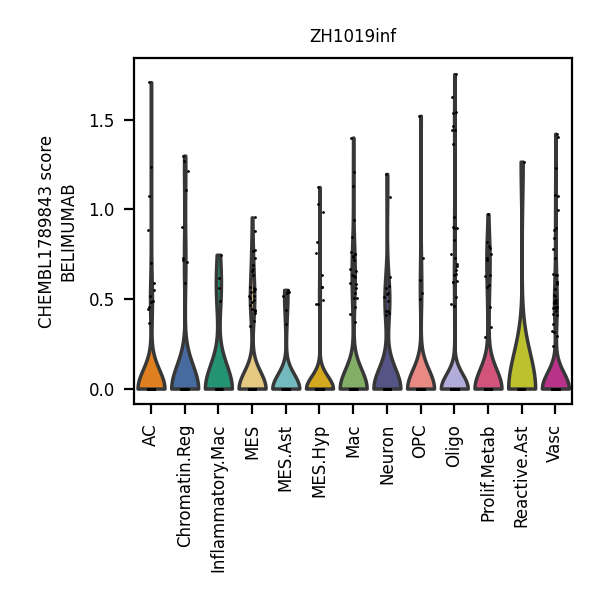 ZH1019inf
CHEMBL1789843 score
BELIMUMAB
1.5
1.0
0.5
0.0
AC
Chromatin.Reg
Inflammatory.Mac
MES
MES.Ast
MES.Hyp
Mac
Neuron
OPC
Oligo
Prolif.Metab
Reactive.Ast
Vasc